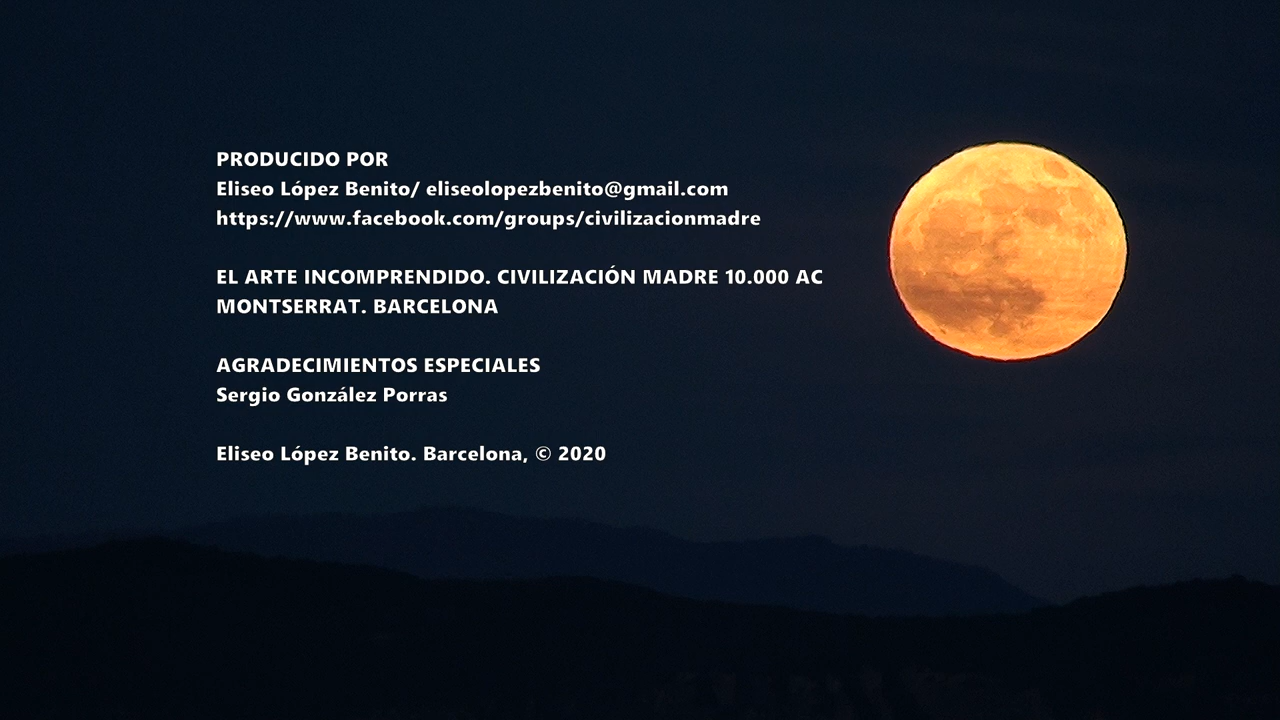 PRODUCIDO POR
Eliseo López Benito/ eliseolopezbenito@gmail.com
https://www.facebook.com/groups/civilizacionmadre
EL ARTE INCOMPRENDIDO. CIVILIZACIÓN MADRE 10.000 AC
MONTSERRAT. BARCELONA
AGRADECIMIENTOS ESPECIALES
Sergio González Porras
Eliseo López Benito. Barcelona, © 2020